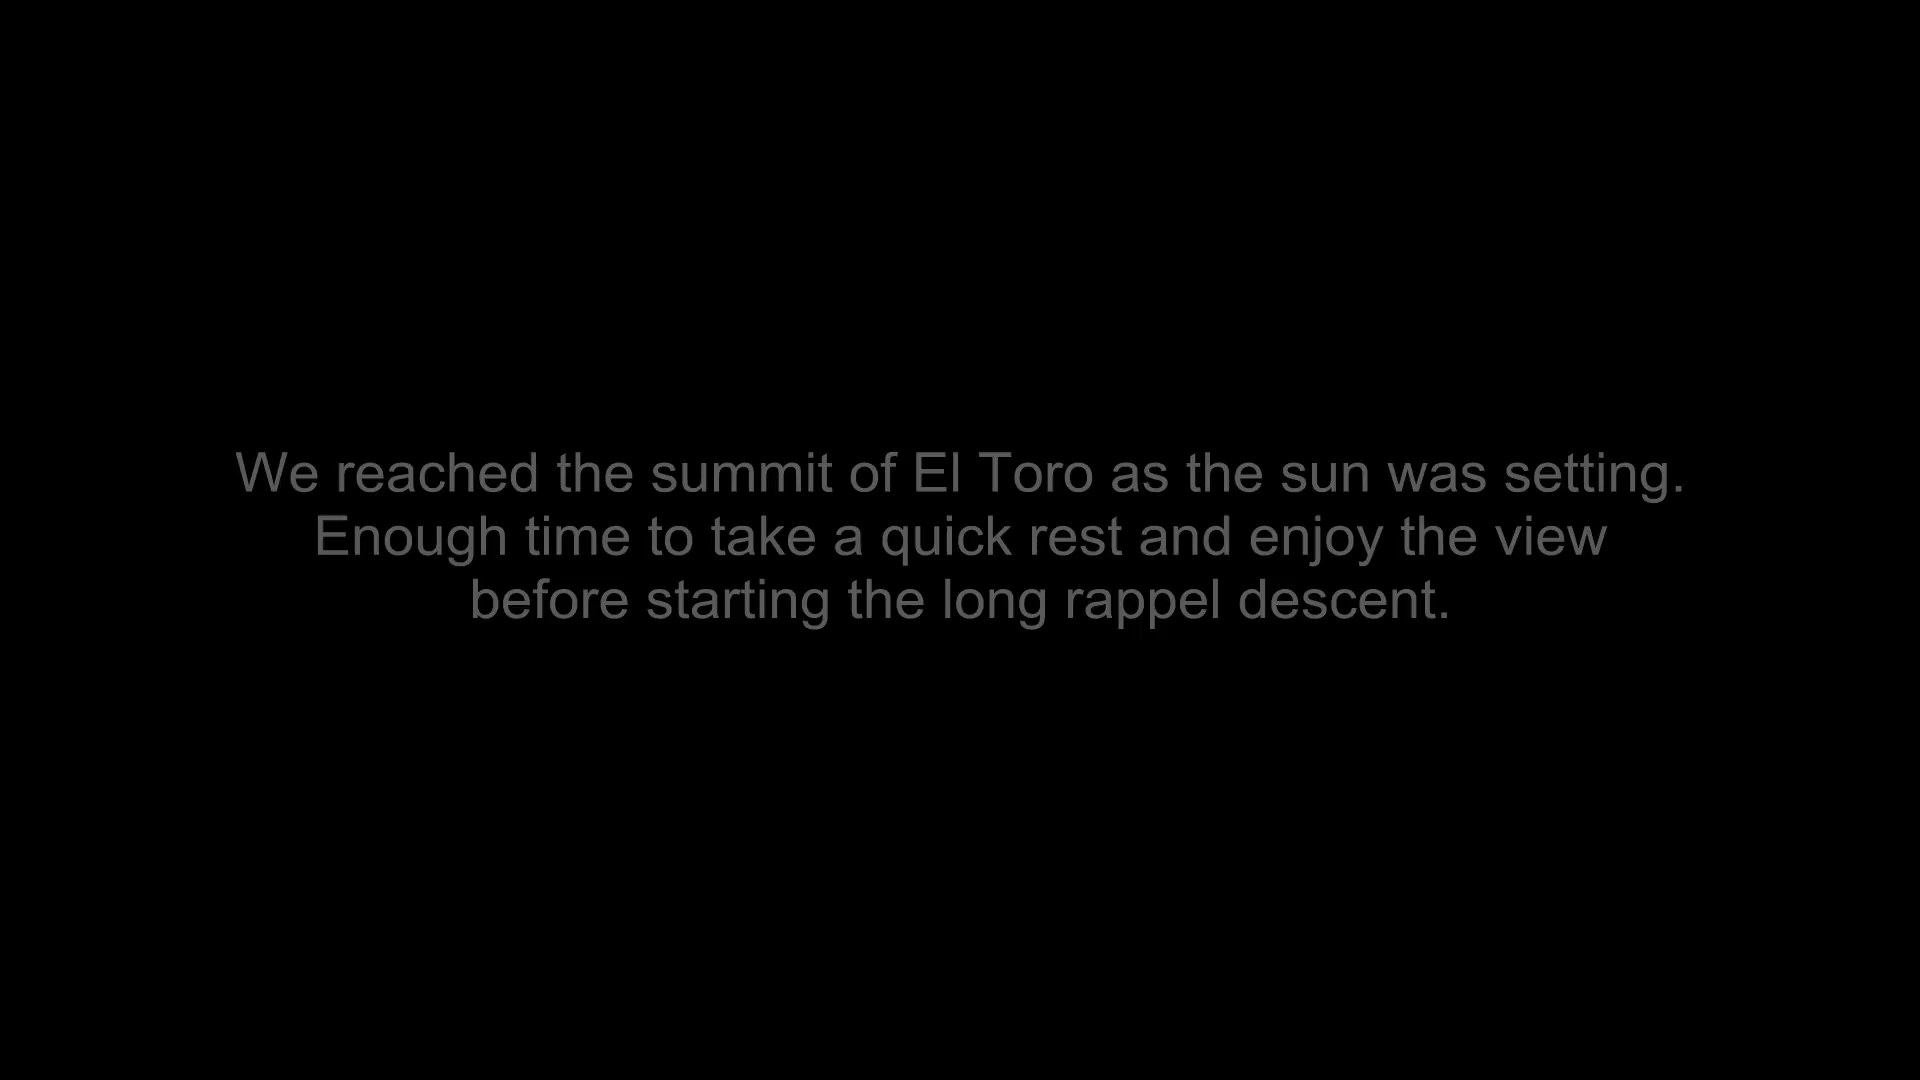 We reached the summit of El Toro as the sun was setting.
Enough time to take a quick rest and enjoy the view
before starting the long rappel descent.